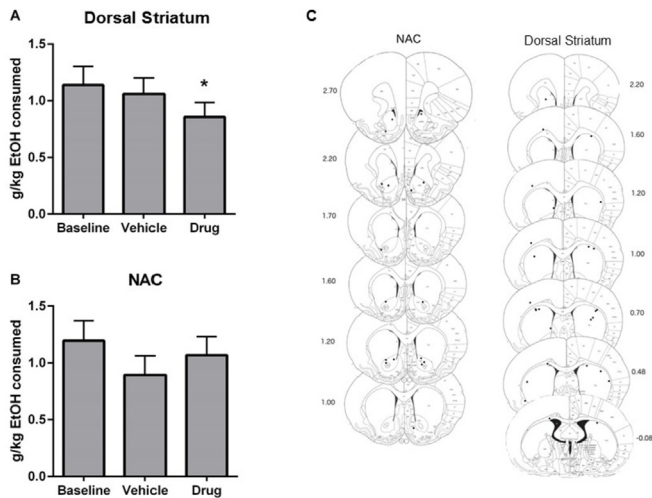 A
Dorsal Striatum
g/kg EtOH consumed
1.5
1.0
0.5
0.0
Baseline Vehicle Drug
*
B
NAC
g/kg EtOH consumed
1.5
1.0
0.5
0.0
Baseline Vehicle Drug
C
NAC
2.70
2.20
1.70
1.60
1.20
1.00
Dorsal Striatum
2.20
1.60
1.20
1.00
0.70
0.48
-0.08